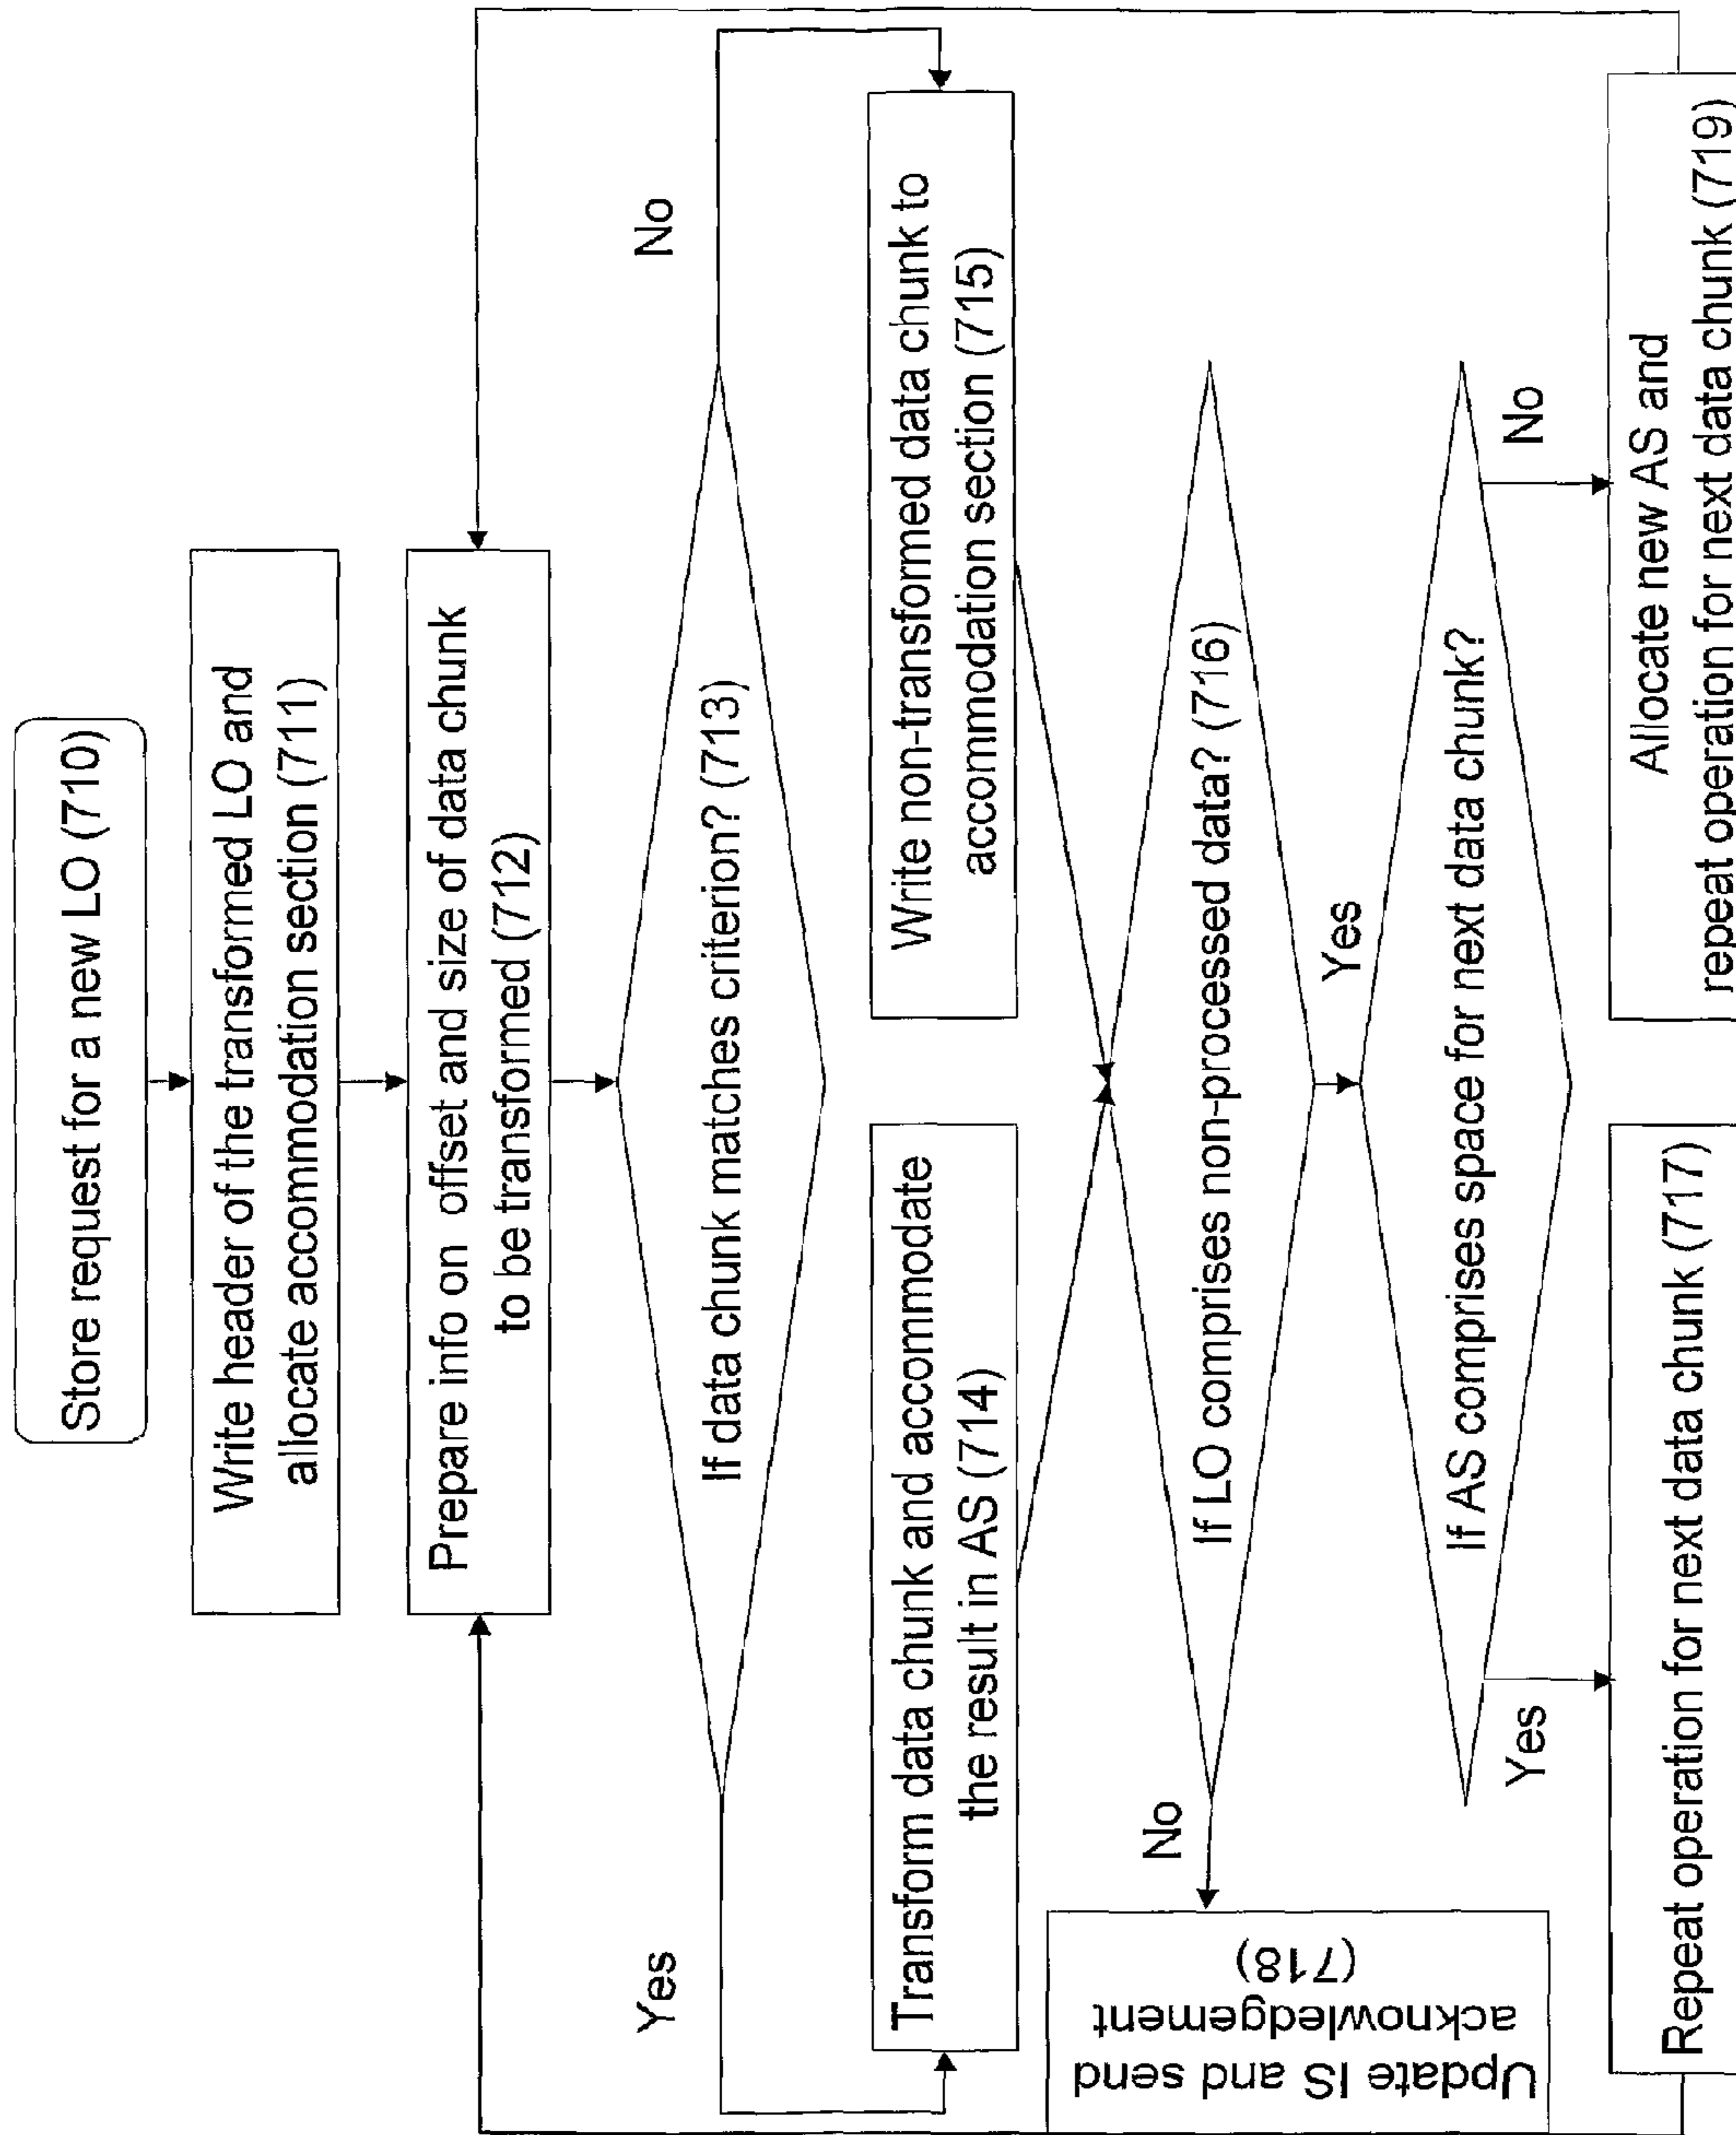 Store request for a new LO (710)
Write header of the transformed LO and
allocate accommodation section (711)
Prepare info on offset and size of data chunk
to be transformed (712)
If data chunk matches criterion? (713)
Yes
No
Transform data chunk and accommodate
the result in AS (714)
Write non-transformed data chunk to
accommodation section (715)
If LO comprises non-processed data? (716)
No
Yes
Update IS and send
acknowledgement
(718)
If AS comprises space for next data chunk?
Yes
No
Repeat operation for next data chunk (717)
Allocate new AS and
repeat operation for next data chunk (719)